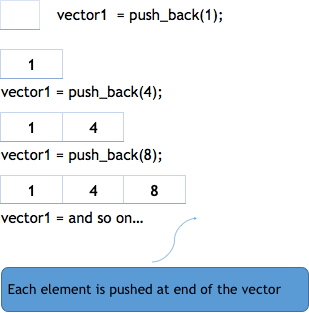 vector1 = push_back(1);
1
vector1 = push_back(4);
1 4
vector1 = push_back(8);
1 4 8
vector1 = and so on...
Each element is pushed at end of the vector